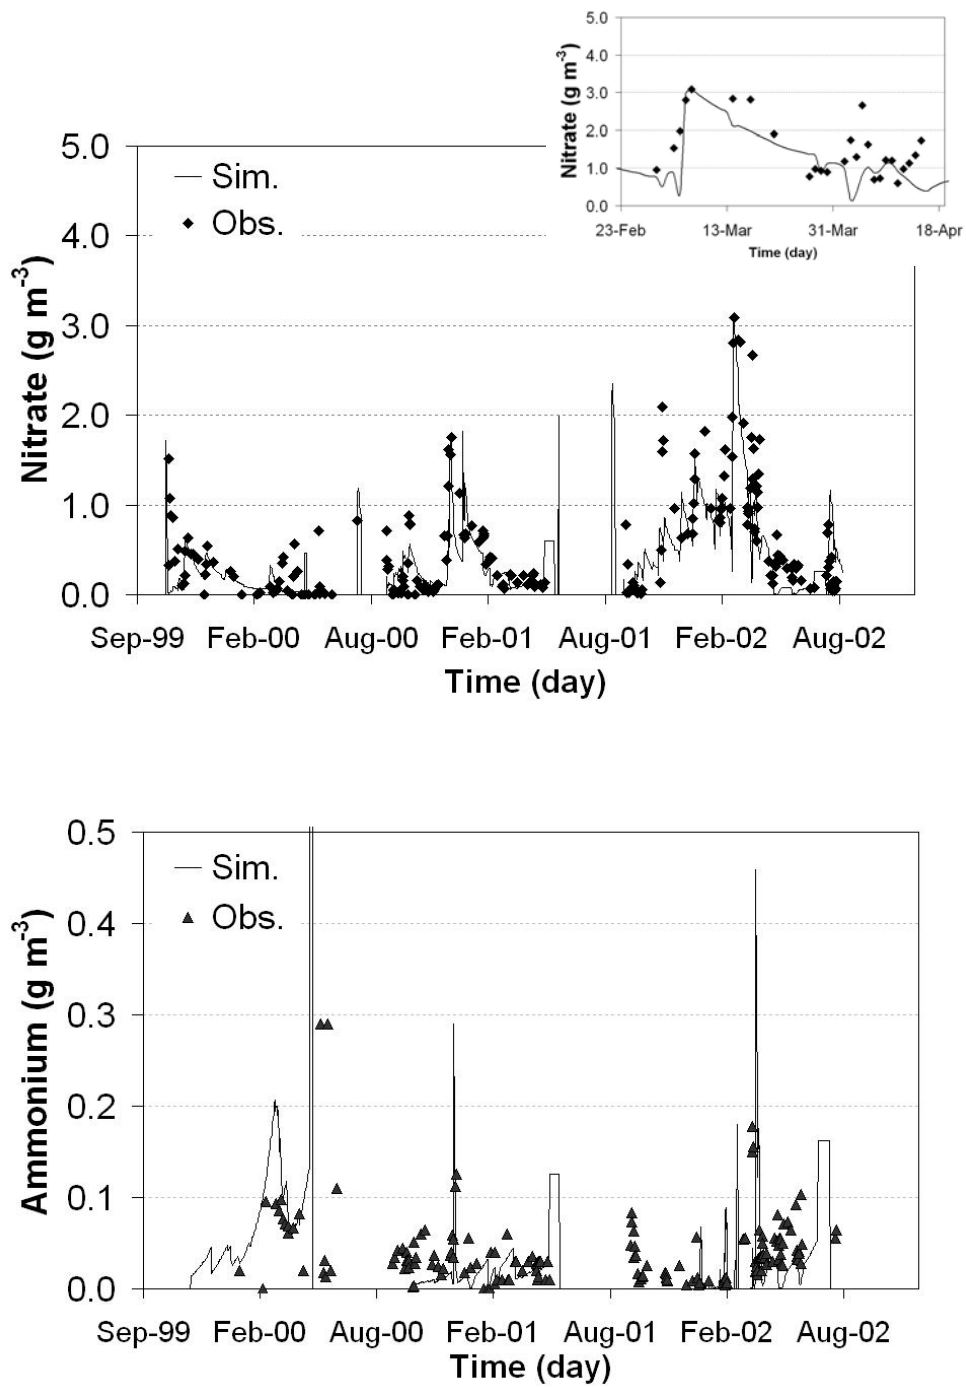 5.0
4.0
3.0
2.0
1.0
0.0
Nitrate (g m-3)
23-Feb 13-Mar 31-Mar 18-Apr
Time (day)
5.0
4.0
3.0
2.0
1.0
0.0
Nitrate (g m-3)
Sim.
Obs.
Sep-99 Feb-00 Aug-00 Feb-01 Aug-01 Feb-02 Aug-02
Time (day)
0.5
0.4
0.3
0.2
0.1
0.0
Ammonium (g m-3)
Sim.
Obs.
Sep-99 Feb-00 Aug-00 Feb-01 Aug-01 Feb-02 Aug-02
Time (day)